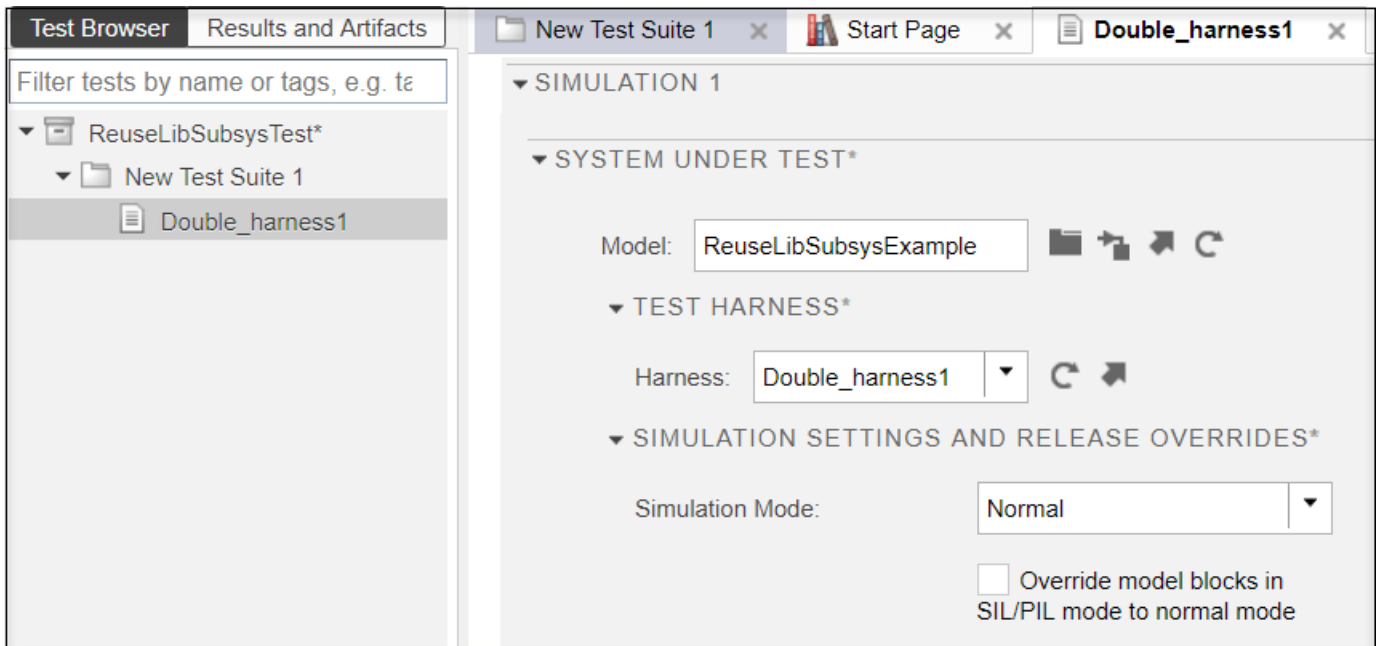 Test Browser Results and Artifacts
Filter tests by name or tags, e.g. ta
ReuseLibSubsysTest*
New Test Suite 1
Double_harness1
New Test Suite 1 Start Page Double_harness1
SIMULATION 1
SYSTEM UNDER TEST*
Model: ReuseLibSubsysExample
TEST HARNESS*
Harness: Double_harness1
SIMULATION SETTINGS AND RELEASE OVERRIDES*
Simulation Mode: Normal
Override model blocks in
SIL/PIL mode to normal mode